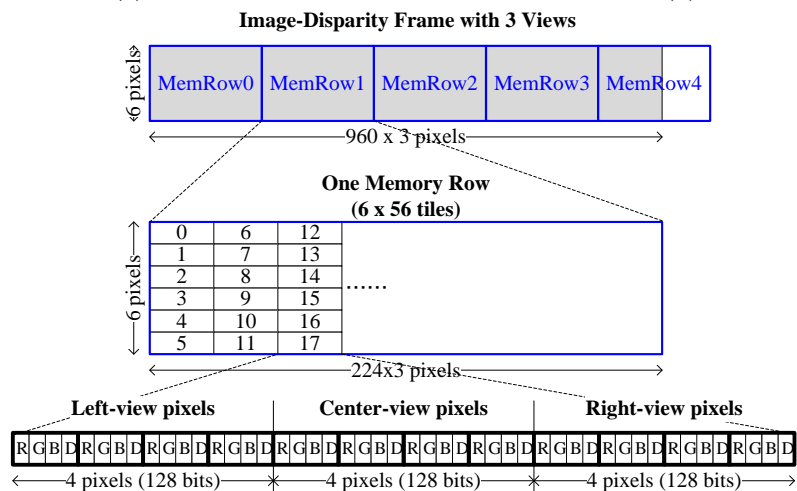 Image-Disparity Frame with 3 Views
6 pixels
MemRow0 MemRow1 MemRow2 MemRow3 MemRow4
960 x 3 pixels
One Memory Row
(6 x 56 tiles)
6 pixels
0 6 12
1 7 13
2 8 14
3 9 15
4 10 16
5 11 17
......
224x3 pixels
Left-view pixels Center-view pixels Right-view pixels
R G B D R G B D R G B D R G B D R G B D R G B D R G B D R G B D R G B D R G B D R G B D R G B D
4 pixels (128 bits) 4 pixels (128 bits) 4 pixels (128 bits)